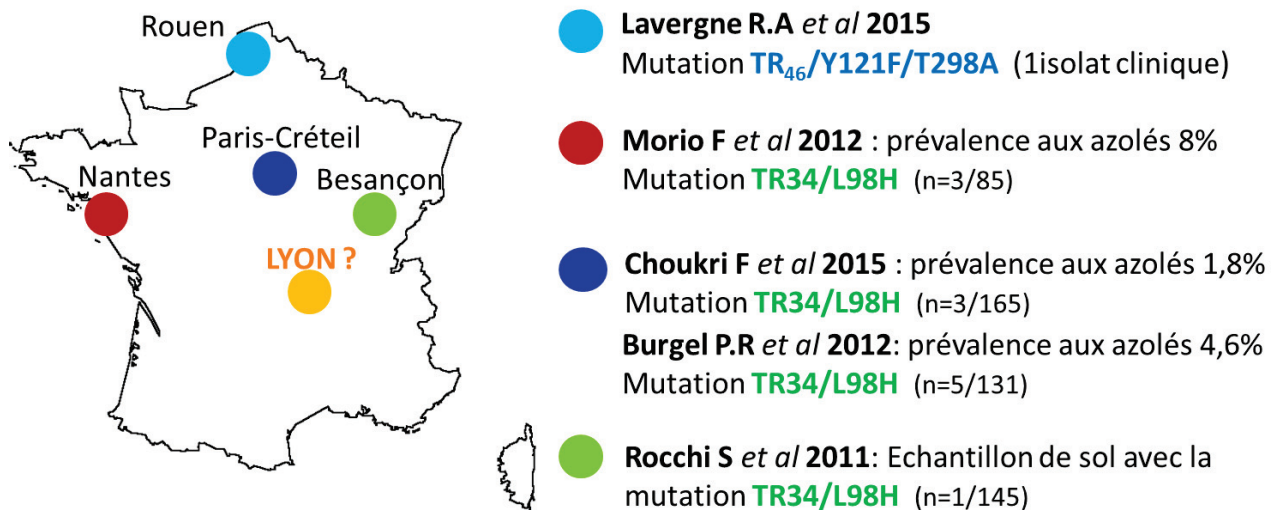 Rouen
Paris-Créteil
Nantes
Besançon
LYON ?
Lavergne R.A et al 2015
Mutation TR46/Y121F/T298A (1isolat clinique)
Morio F et al 2012 : prévalence aux azolés 8%
Mutation TR34/L98H (n=3/85)
Choukri F et al 2015 : prévalence aux azolés 1,8%
Mutation TR34/L98H (n=3/165)
Burgel P.R et al 2012: prévalence aux azolés 4,6%
Mutation TR34/L98H (n=5/131)
Rocchi S et al 2011: Echantillon de sol avec la
mutation TR34/L98H (n=1/145)